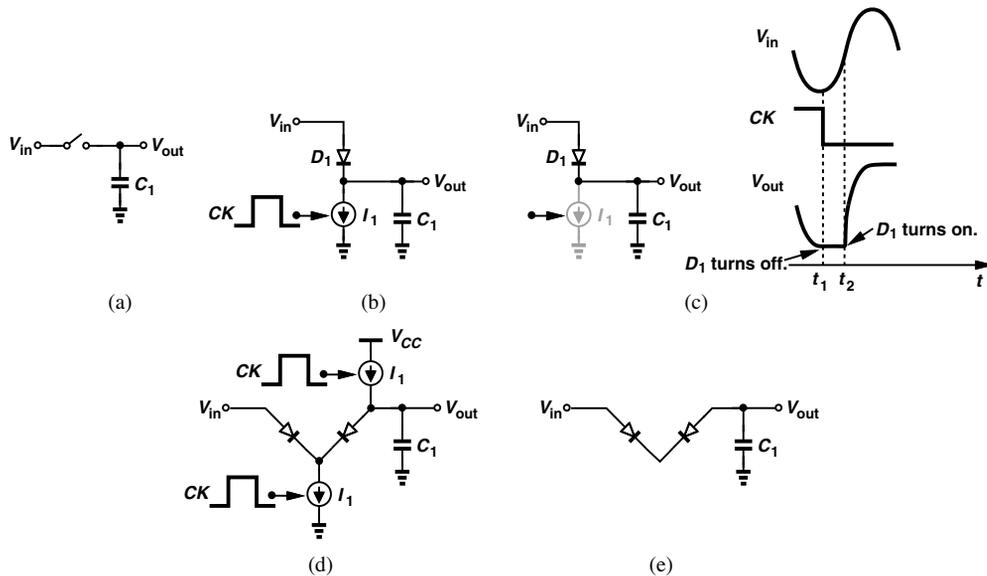 V_in
V_out
C_1
(a)
V_in
D_1
V_out
CK
I_1
C_1
(b)
V_in
D_1
V_out
I_1
C_1
V_in
CK
V_out
D_1 turns on.
D_1 turns off.
t_1
t_2
t
(c)
V_CC
CK
I_1
V_in
V_out
C_1
CK
I_1
(d)
V_in
V_out
C_1
(e)